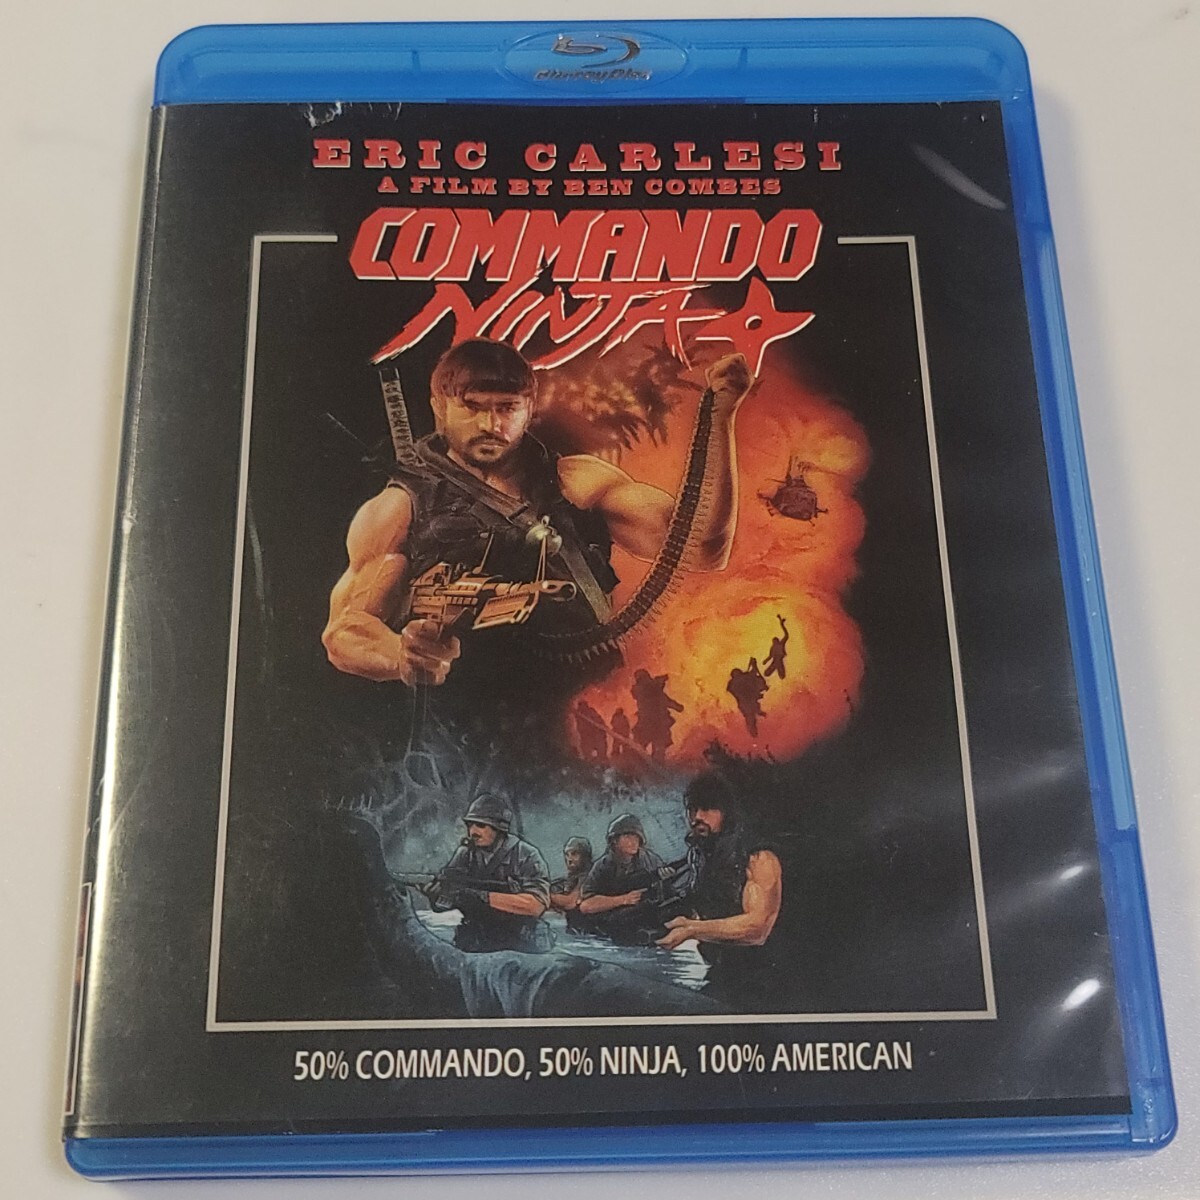 Blu-ray Disc
ERIC CARLESI
A FILM BY BEN COMBES
COMMANDO
NINJA
50% COMMANDO, 50% NINJA, 100% AMERICAN